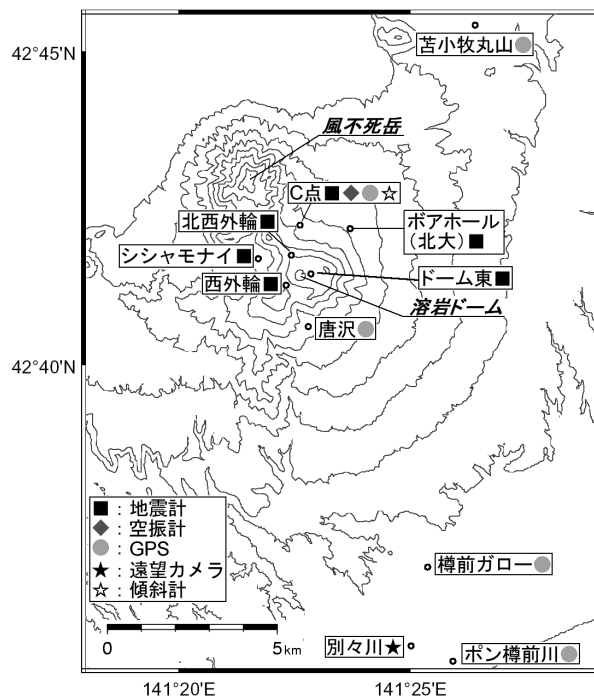 42°45'N
苫小牧丸山
風不死岳
C点
北西外輪
ボアホール
(北大)
シシャモナイ
ドーム東
西外輪
溶岩ドーム
唐沢
42°40'N
:地震計
:空振計
:GPS
:遠望カメラ
:傾斜計
樽前ガロー
0 5km
別々川
ポン樽前川
141°20'E 141°25'E